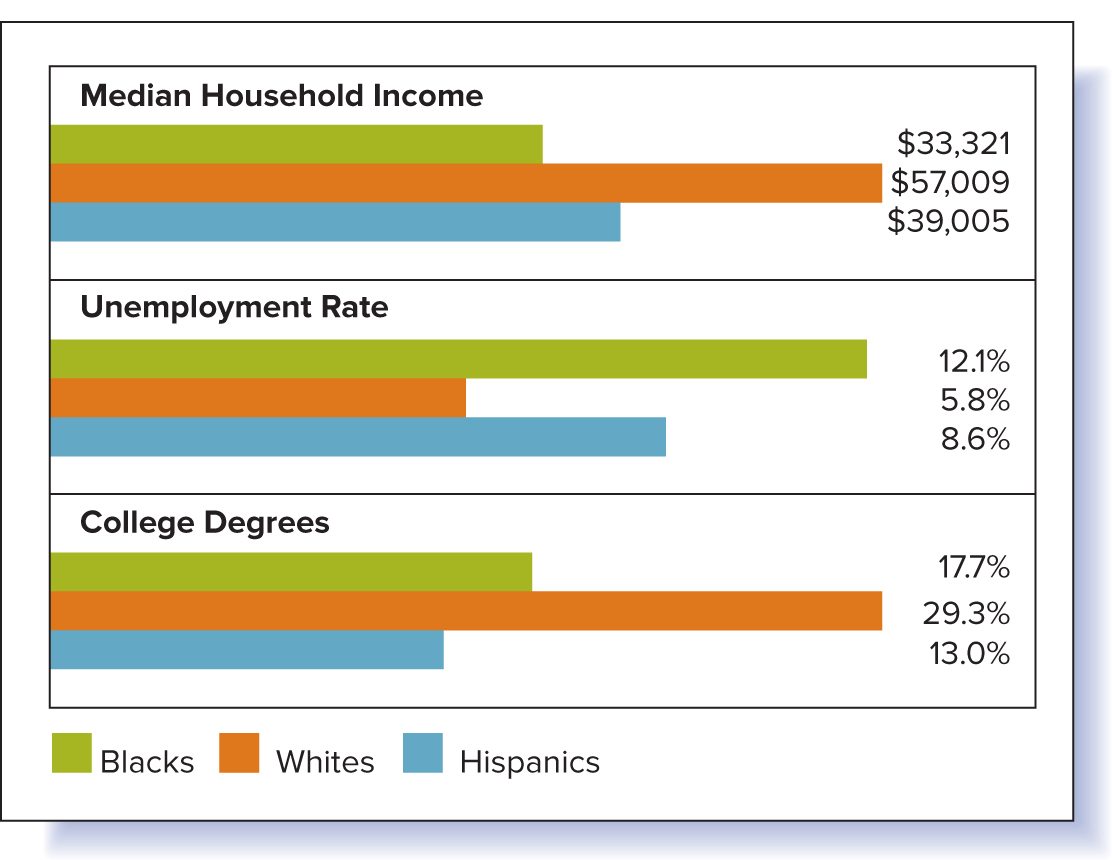 Median Household Income
$33,321
$57,009
$39,005
Unemployment Rate
12.1%
5.8%
8.6%
College Degrees
17.7%
29.3%
13.0%
Blacks Whites Hispanics